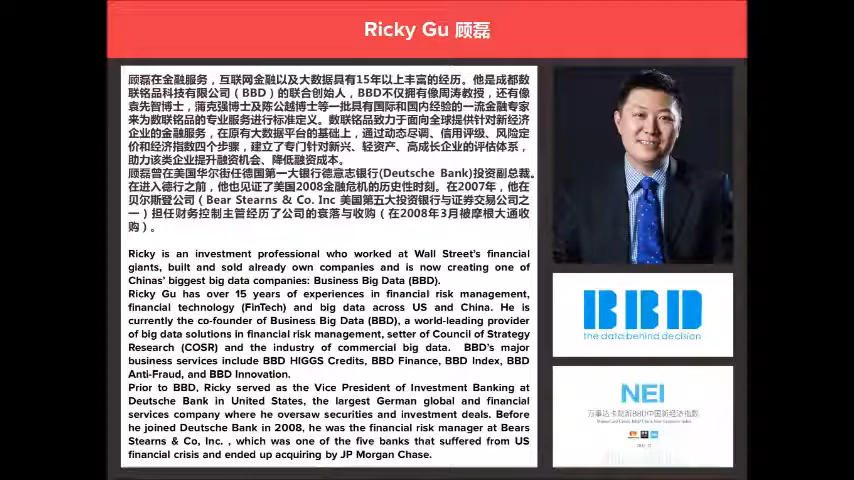 Ricky Gu 顾磊
顾磊在金融服务，互联网金融以及大数据具有15年以上丰富的经历。他是成都数
联铭品科技有限公司（BBD）的联合创始人，BBD不仅拥有像周涛教授，还有像
袁先智博士，蒲克强博士及陈公越博士等一批具有国际和国内经验的一流金融专家
来为数联铭品的专业服务进行标准定义。数联铭品致力于面向全球提供针对新经济
企业的金融服务，在原有大数据平台的基础上，通过动态尽调、信用评级、风险定
价和经济指数四个步骤，建立了专门针对新兴、轻资产、高成长企业的评估体系，
助力该类企业提升融资机会、降低融资成本。
顾磊曾在美国华尔街任德国第一大银行德意志银行(Deutsche Bank)投资副总裁。
在进入德行之前，他也见证了美国2008金融危机的历史性时刻。在2007年，他在
贝尔斯登公司（Bear Stearns & Co. Inc 美国第五大投资银行与证券交易公司之
一）担任财务控制主管经历了公司的衰落与收购（在2008年3月被摩根大通收
购）。
Ricky is an investment professional who worked at Wall Street's financial
giants, built and sold already own companies and is now creating one of
Chinas' biggest big data companies: Business Big Data (BBD).
Ricky Gu has over 15 years of experiences in financial risk management,
financial technology (FinTech) and big data across US and China. He is
currently the co-founder of Business Big Data (BBD), a world-leading provider
of big data solutions in financial risk management, setter of Council of Strategy
Research (COSR) and the industry of commercial big data. BBD's major
business services include BBD HIGGS Credits, BBD Finance, BBD Index, BBD
Anti-Fraud, and BBD Innovation.
Prior to BBD, Ricky served as the Vice President of Investment Banking at
Deutsche Bank in United States, the largest German global and financial
services company where he oversaw securities and investment deals. Before
he joined Deutsche Bank in 2008, he was the financial risk manager at Bears
Stearns & Co, Inc. , which was one of the five banks that suffered from US
financial crisis and ended up acquiring by JP Morgan Chase.
BBD
the data behind decision
NEI
万事达卡财新BBD中国新经济指数